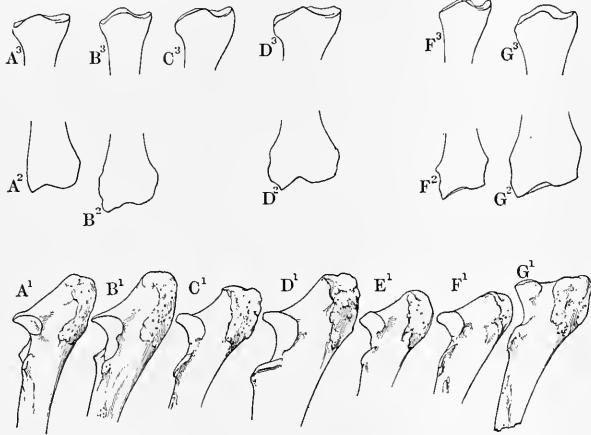 A³ B³ C³ D³ F³ G³
A² B² D² F² G²
A¹ B¹ C¹ D¹ E¹ F¹ G¹